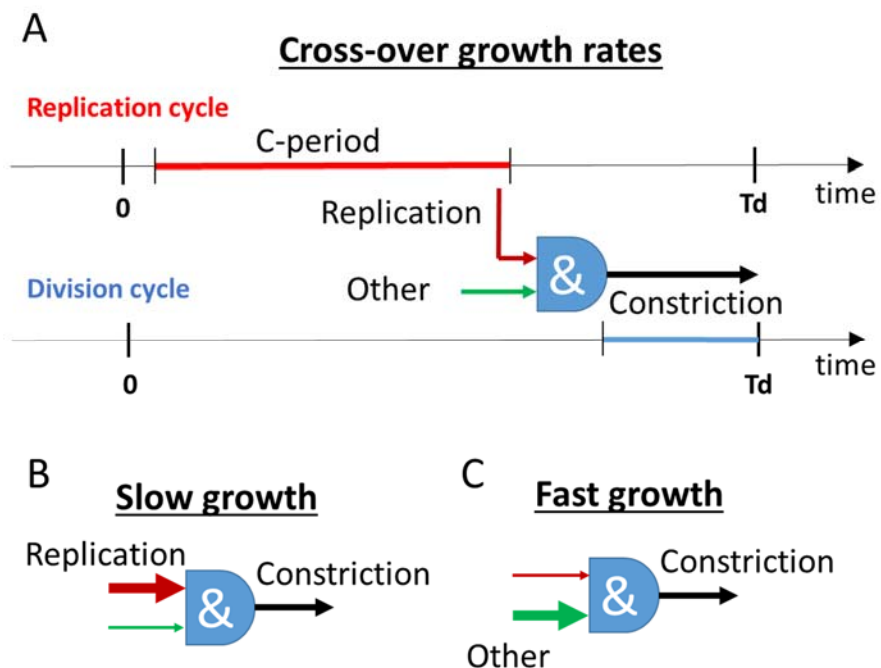 A
Cross-over growth rates
Replication cycle
C-period
0
Td
time
Replication
Division cycle
Other
&
Constriction
0
Td
time
B
Slow growth
Replication
&
Constriction
C
Fast growth
&
Constriction
Other